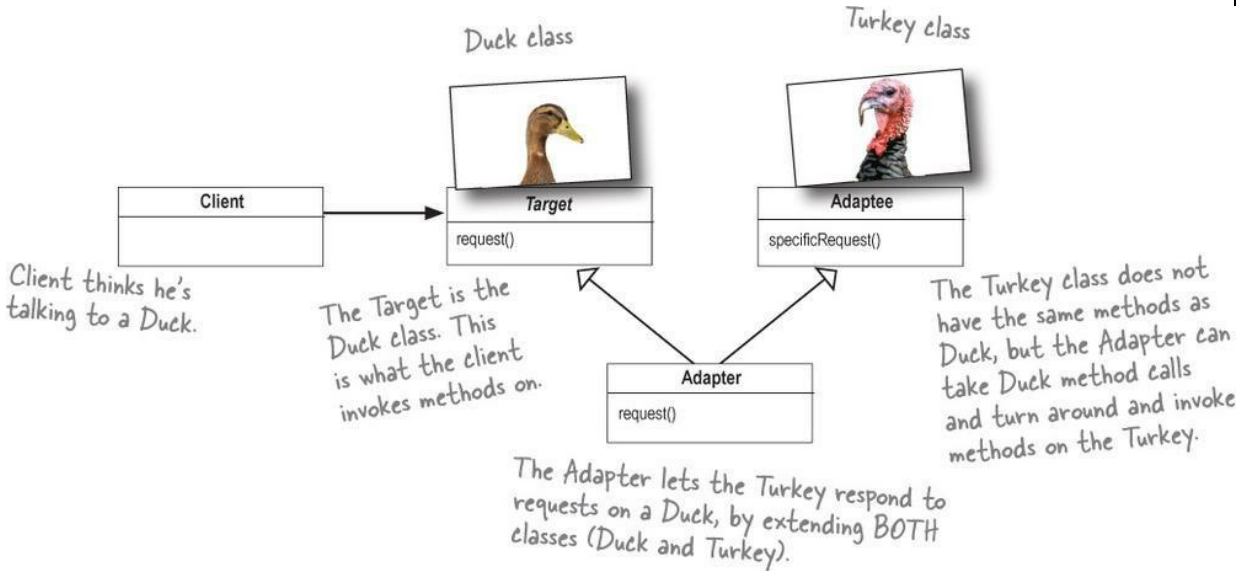 Duck class
Turkey class
Client
Target
request()
Adaptee
specificRequest()
Client thinks he's
talking to a Duck.
The Target is the
Duck class. This
is what the client
invokes methods on.
Adapter
request()
The Turkey class does not
have the same methods as
Duck, but the Adapter can
take Duck method calls
and turn around and invoke
methods on the Turkey.
The Adapter lets the Turkey respond to
requests on a Duck, by extending BOTH
classes (Duck and Turkey).